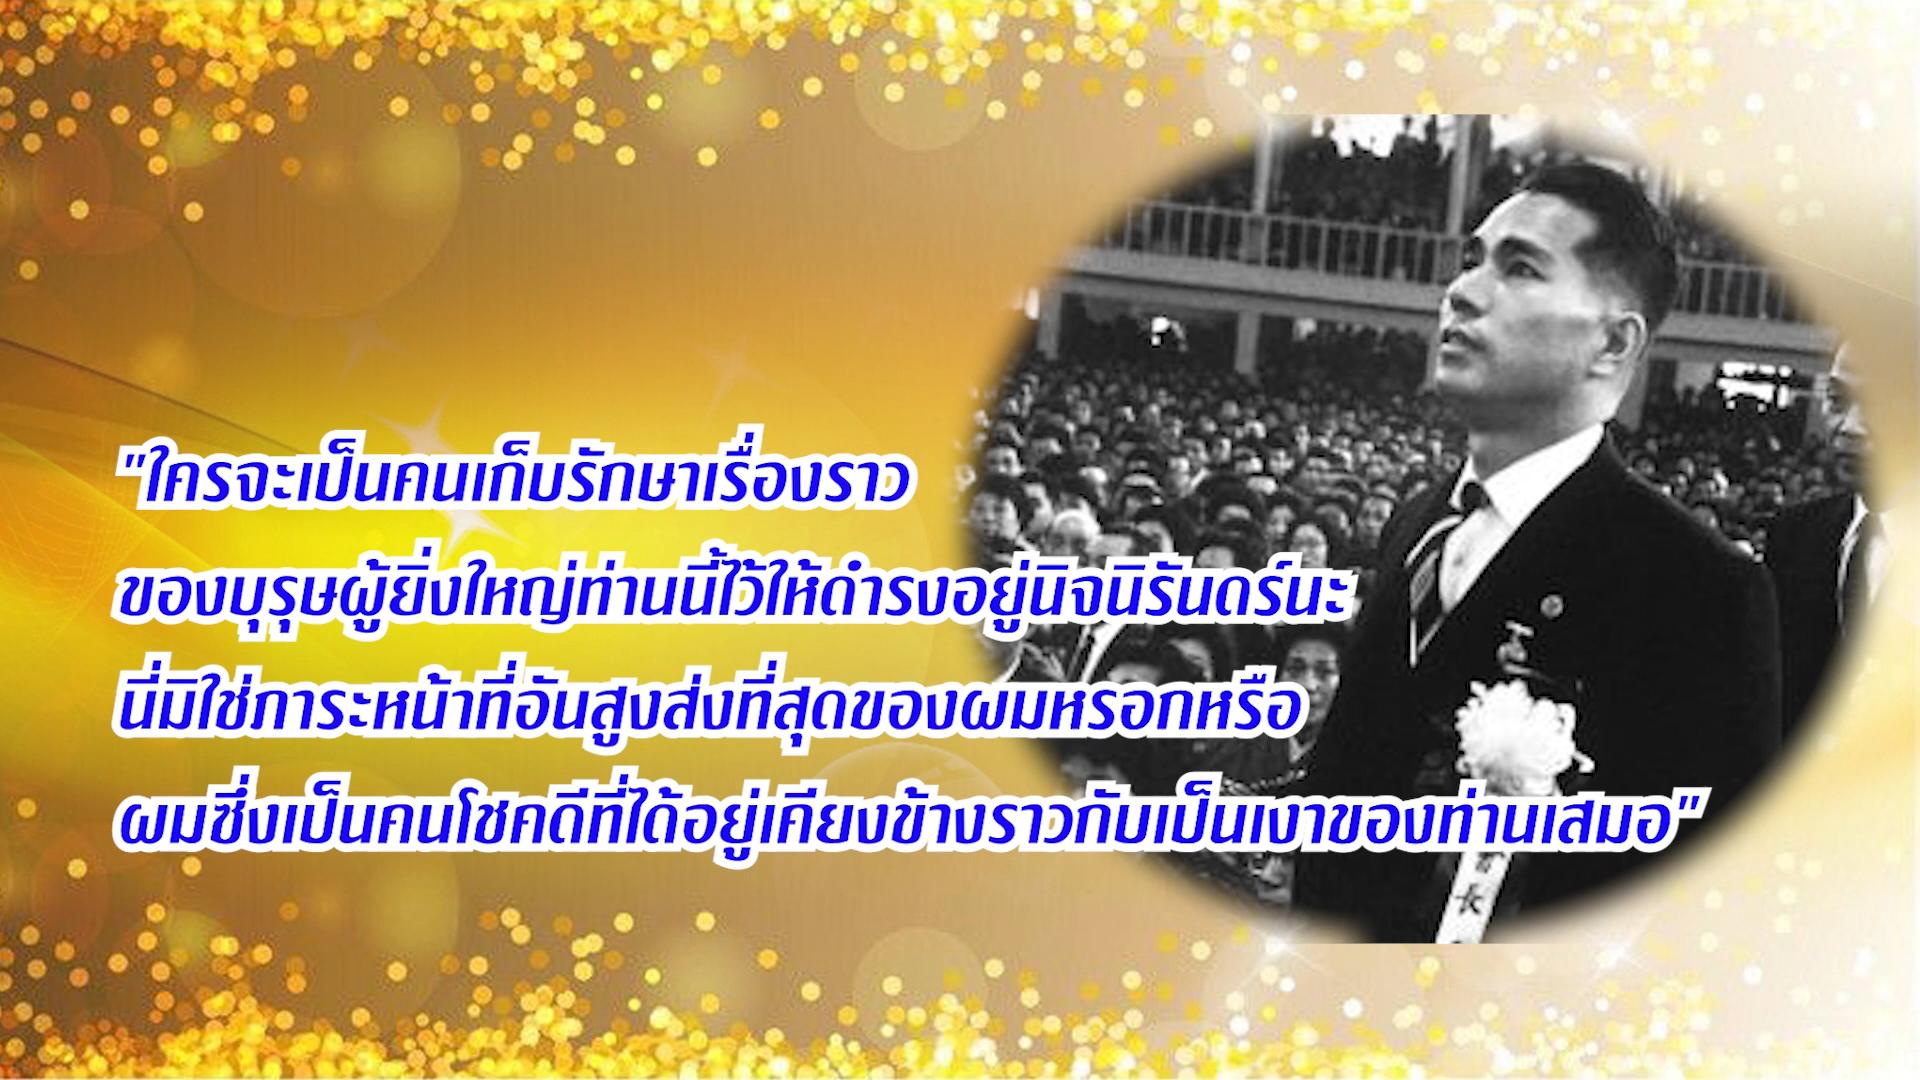 "ใครจะเป็นคนเก็บรักษาเรื่องราว
ของบุรุษผู้ยิ่งใหญ่ท่านนี้ไว้ให้ดำรงอยู่นิจนิรันดร์นะ
นี่มิใช่ภาระหน้าที่อันสูงส่งที่สุดของผมหรอกหรือ
ผมซึ่งเป็นคนโชคดีที่ได้อยู่เคียงข้างราวกับเป็นเงาของท่านเสมอ"
長